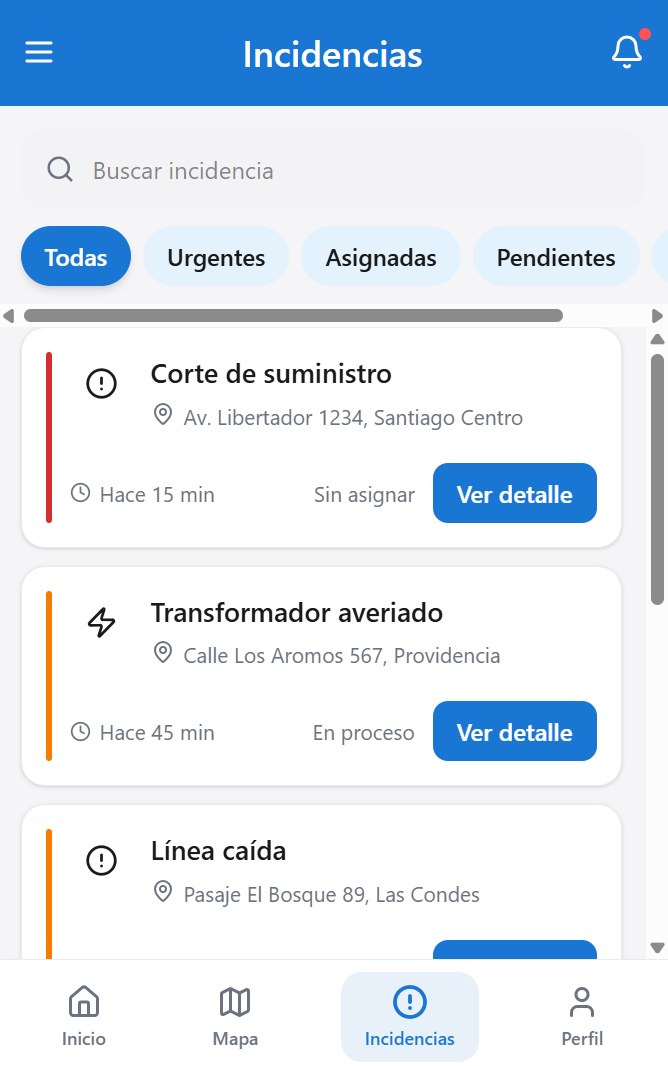 Incidencias
Buscar incidencia
Todas
Urgentes
Asignadas
Pendientes
Corte de suministro
Av. Libertador 1234, Santiago Centro
Hace 15 min
Sin asignar
Ver detalle
Transformador averiado
Calle Los Aromos 567, Providencia
Hace 45 min
En proceso
Ver detalle
Línea caída
Pasaje El Bosque 89, Las Condes
Inicio
Mapa
Incidencias
Perfil